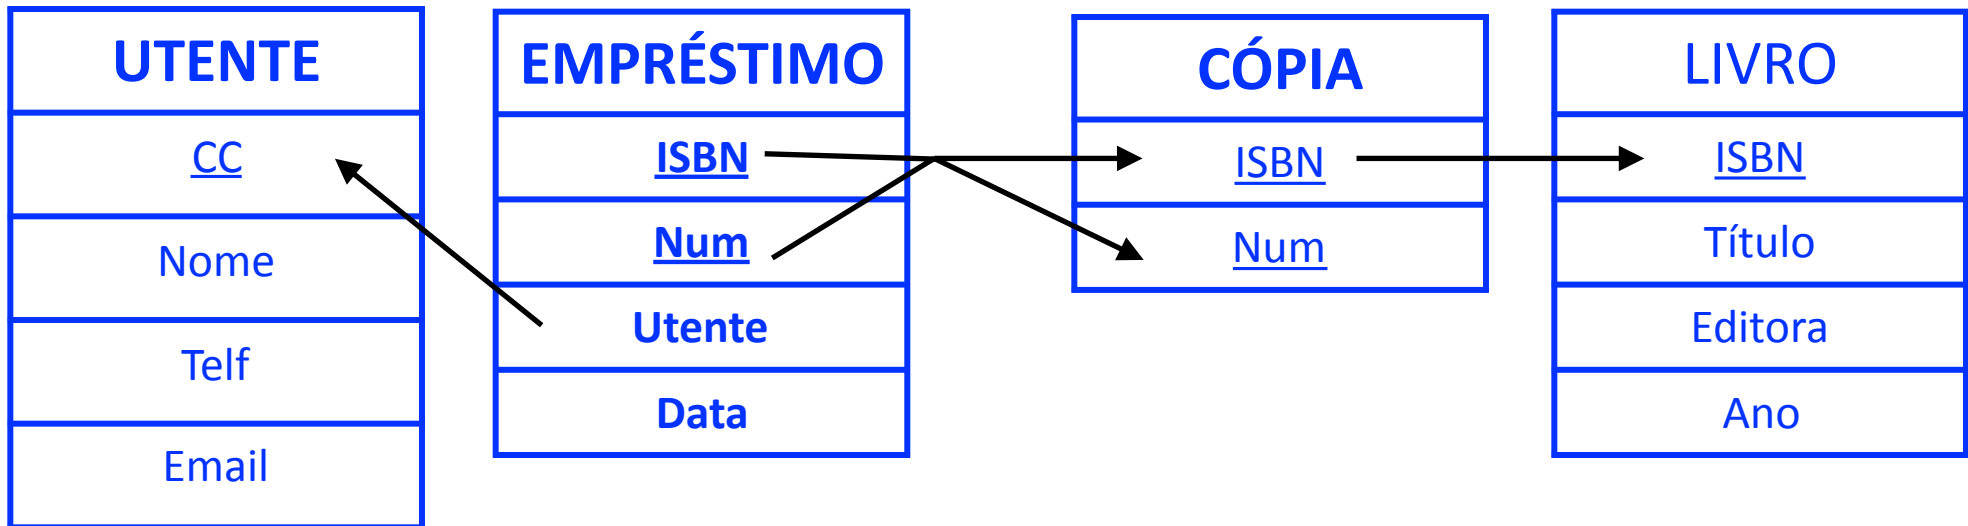 UTENTE
CC
Nome
Telf
Email
EMPRÉSTIMO
ISBN
Num
Utente
Data
CÓPIA
ISBN
Num
LIVRO
ISBN
Título
Editora
Ano